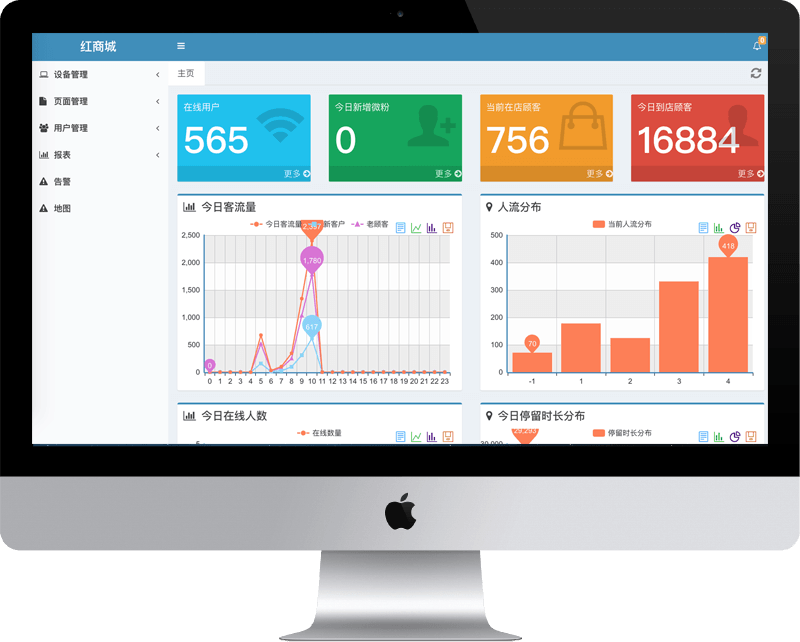 红商城
0
设备管理
页面管理
用户管理
报表
告警
地图
主页
在线用户
565
更多
今日新增微粉
0
更多
当前在店顾客
756
更多
今日到店顾客
16884
更多
今日客流量
今日客流量 新客户 老顾客
2,500
2,000
1,500
1,000
500
0
2,397
1,780
617
0
0 1 2 3 4 5 6 7 8 9 10 11 12 13 14 15 16 17 18 19 20 21 22 23
人流分布
当前人流分布
500
400
300
200
100
0
70
418
-1 1 2 3 4
今日在线人数
在线数量
5
今日停留时长分布
停留时长分布
30,000
29,293